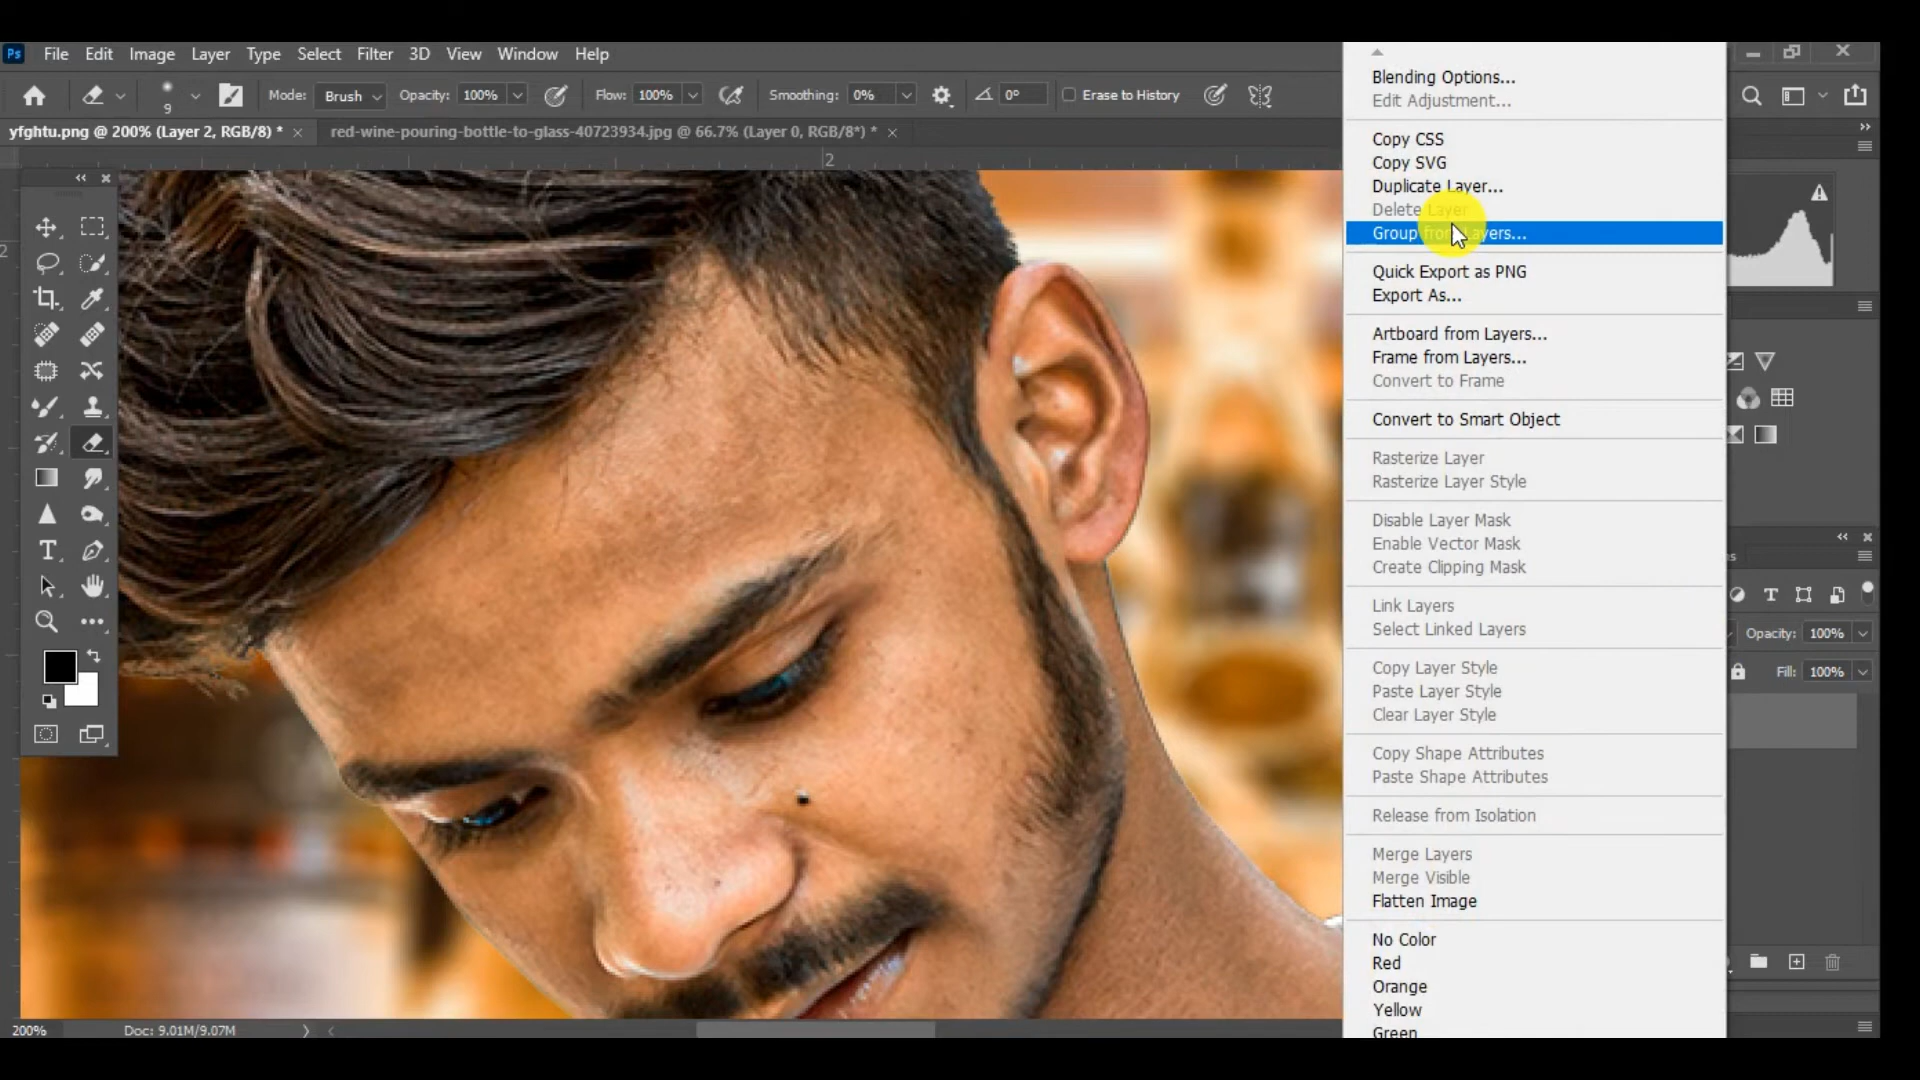 Ps File Edit Image Layer Type Select Filter 3D View Window Help
9 Mode: Brush Opacity: 100% Flow: 100% Smoothing: 0% 0° Erase to History
yfghtu.png @ 200% (Layer 2, RGB/8) * red-wine-pouring-bottle-to-glass-40723934.jpg @ 66.7% (Layer 0, RGB/8*) *
2
2
Blending Options...
Edit Adjustment...
Copy CSS
Copy SVG
Duplicate Layer...
Delete Layer
Group from Layers...
Quick Export as PNG
Export As...
Artboard from Layers...
Frame from Layers...
Convert to Frame
Convert to Smart Object
Rasterize Layer
Rasterize Layer Style
Disable Layer Mask
Enable Vector Mask
Create Clipping Mask
Link Layers
Select Linked Layers
Copy Layer Style
Paste Layer Style
Clear Layer Style
Copy Shape Attributes
Paste Shape Attributes
Release from Isolation
Merge Layers
Merge Visible
Flatten Image
No Color
Red
Orange
Yellow
Green
Opacity: 100%
Fill: 100%
200% Doc: 9.01M/9.07M